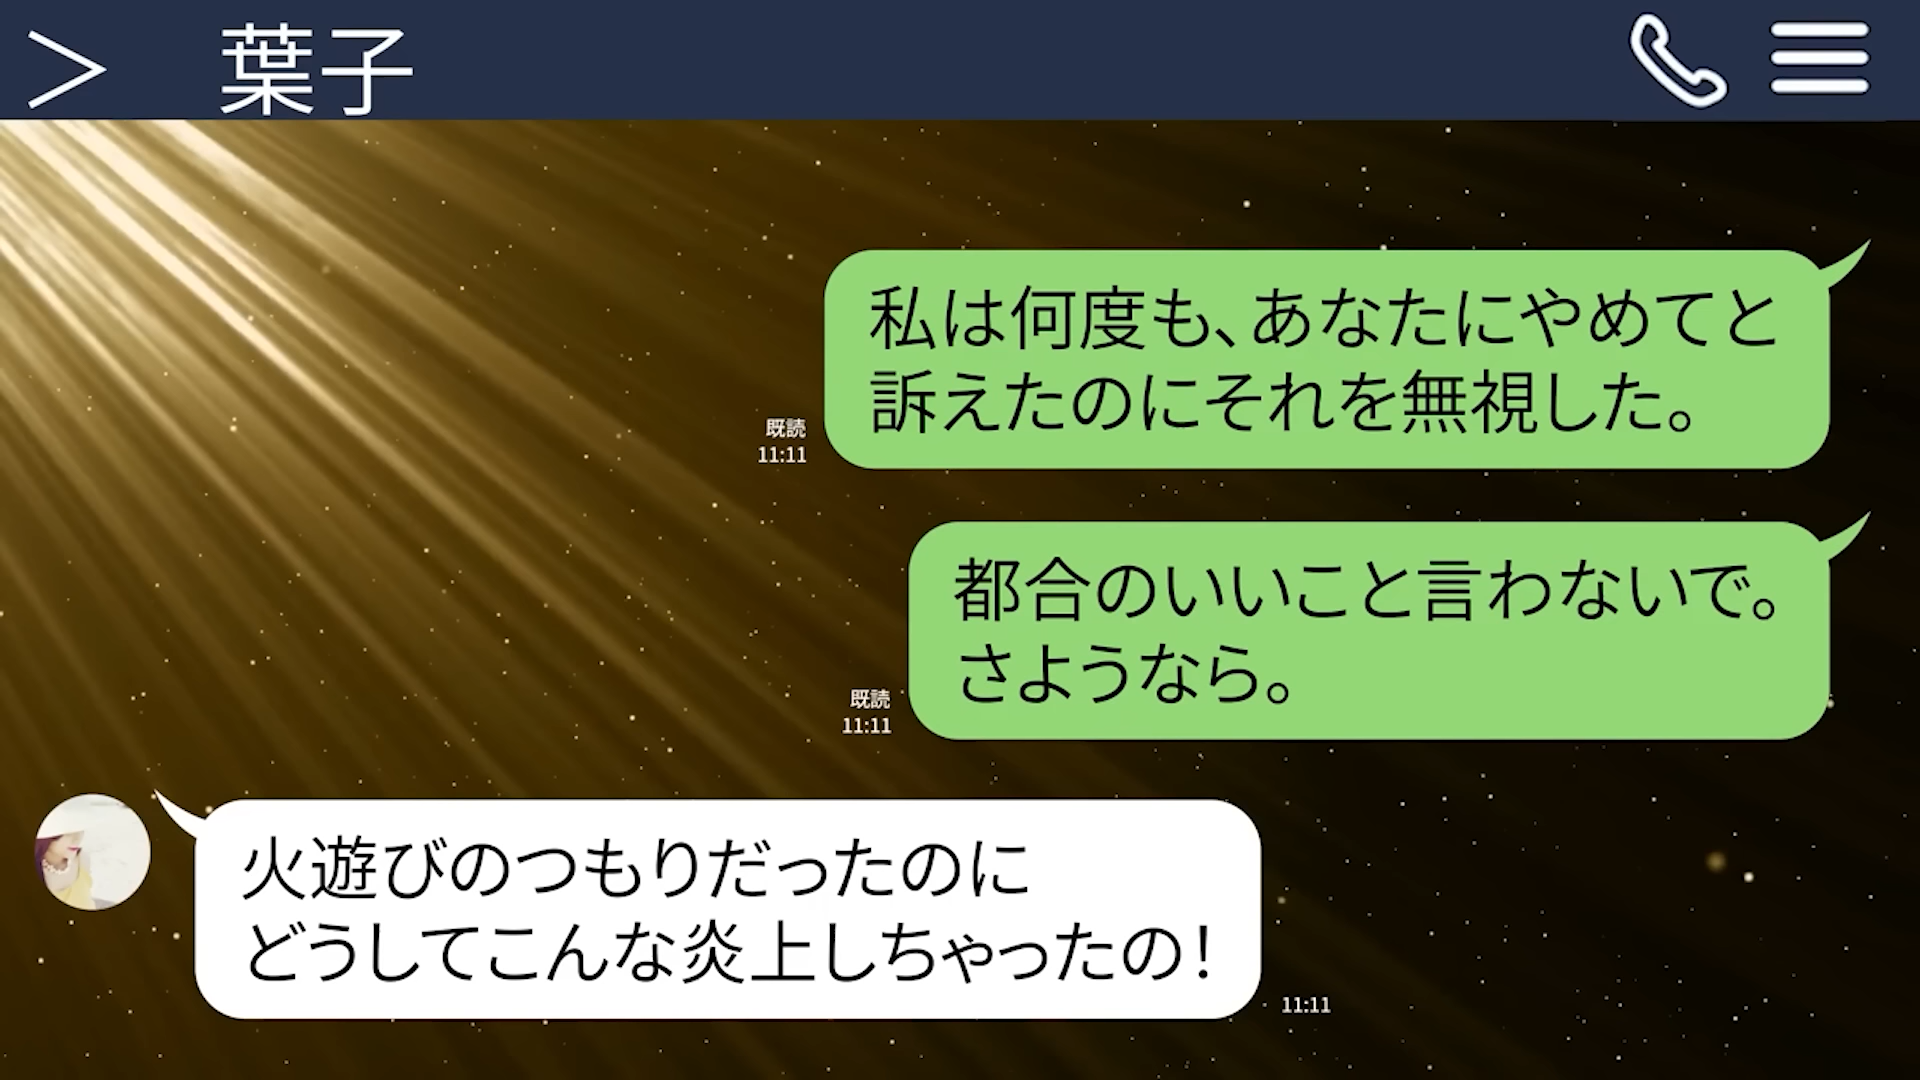 ＞　葉子
私は何度も、あなたにやめてと
訴えたのにそれを無視した。
既読
11:11
都合のいいこと言わないで。
さようなら。
既読
11:11
火遊びのつもりだったのに
どうしてこんな炎上しちゃったの！
11:11